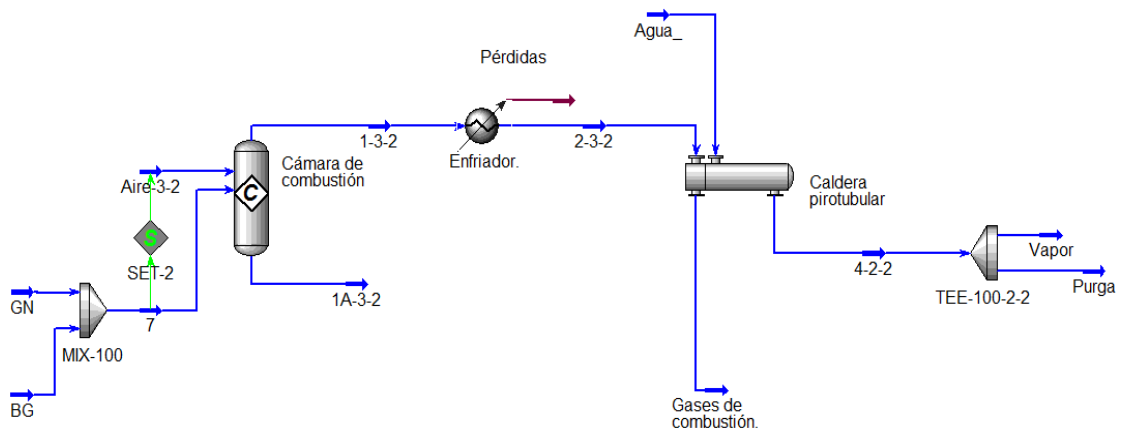 Agua_
Pérdidas
1-3-2
Enfriador.
2-3-2
Cámara de
combustión
C
Aire-3-2
S
SET-2
Caldera
pirotubular
4-2-2
Vapor
Purga
TEE-100-2-2
1A-3-2
GN
7
MIX-100
BG
Gases de
combustión.